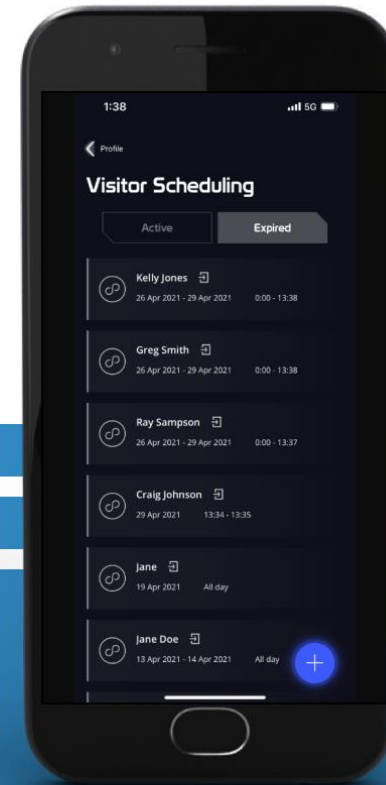 1:38 5G
Profile
Visitor Scheduling
Active Expired
Kelly Jones
26 Apr 2021 - 29 Apr 2021 0:00 - 13:38
Greg Smith
26 Apr 2021 - 29 Apr 2021 0:00 - 13:38
Ray Sampson
26 Apr 2021 - 29 Apr 2021 0:00 - 13:37
Craig Johnson
29 Apr 2021 13:34 - 13:35
Jane
19 Apr 2021 All day
Jane Doe
13 Apr 2021 - 14 Apr 2021 All day